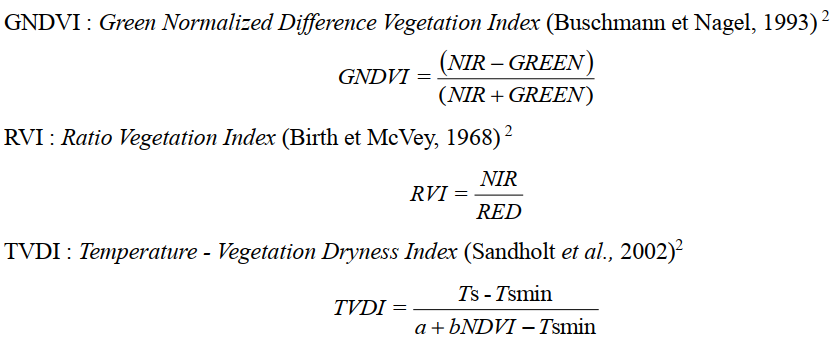 GNDVI : Green Normalized Difference Vegetation Index (Buschmann et Nagel, 1993) ²
GNDVI = (NIR − GREEN) / (NIR + GREEN)
RVI : Ratio Vegetation Index (Birth et McVey, 1968) ²
RVI = NIR / RED
TVDI : Temperature - Vegetation Dryness Index (Sandholt et al., 2002)²
TVDI = Ts - Tsmin / a + bNDVI − Tsmin